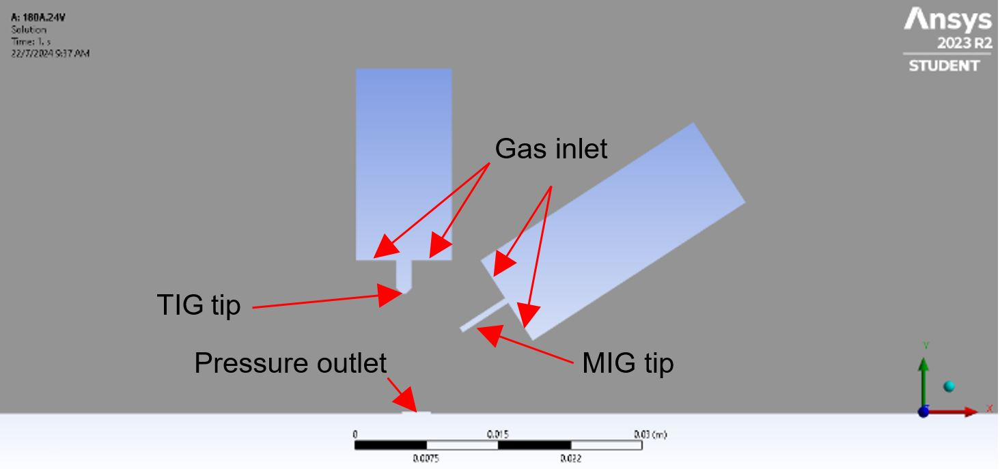 A: 180A.24V
Solution
Time: 1. s
22/7/2024 9:37 AM
Ansys
2023 R2
STUDENT
Gas inlet
TIG tip
MIG tip
Pressure outlet
Y
X
0 0.015 0.03 (m)
0.0075 0.022